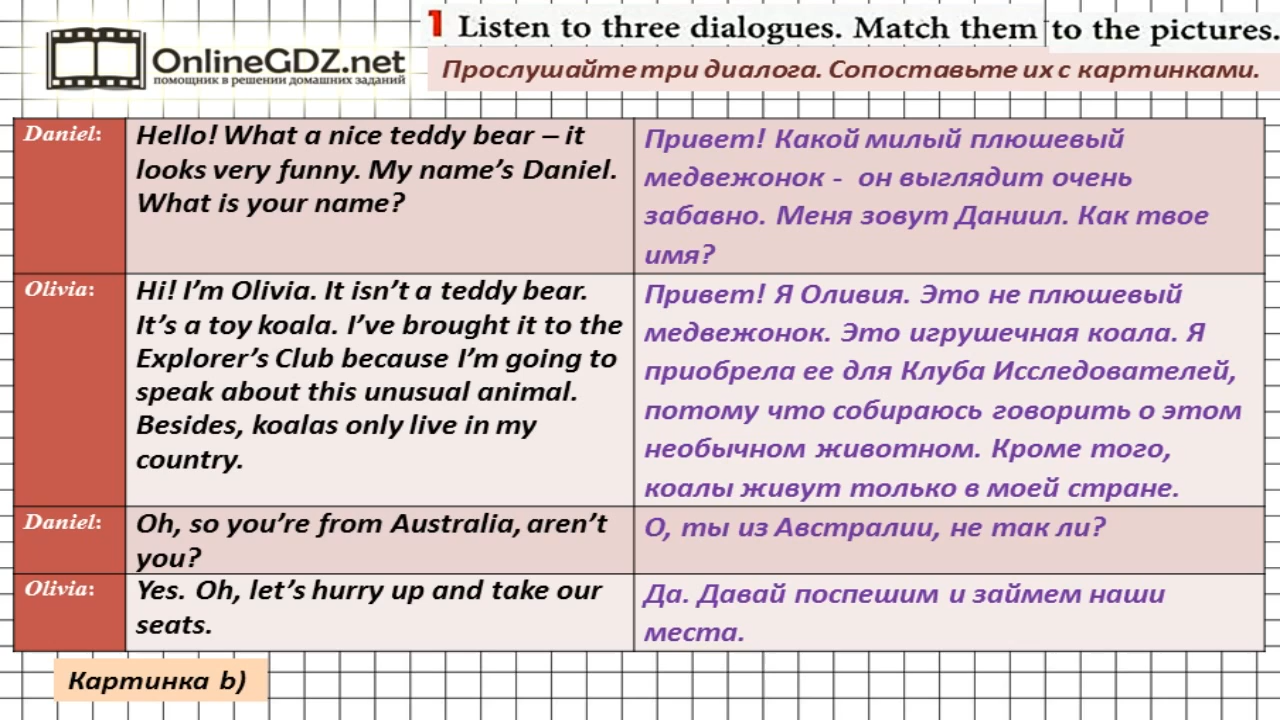 OnlineGDZ.net
помощник в решении домашних заданий
1 Listen to three dialogues. Match them to the pictures.
Прослушайте три диалога. Сопоставьте их с картинками.
Daniel:
Hello! What a nice teddy bear – it
looks very funny. My name’s Daniel.
What is your name?
Привет! Какой милый плюшевый
медвежонок - он выглядит очень
забавно. Меня зовут Даниил. Как твое
имя?
Olivia:
Hi! I’m Olivia. It isn’t a teddy bear.
It’s a toy koala. I’ve brought it to the
Explorer’s Club because I’m going to
speak about this unusual animal.
Besides, koalas only live in my
country.
Привет! Я Оливия. Это не плюшевый
медвежонок. Это игрушечная коала. Я
приобрела ее для Клуба Исследователей,
потому что собираюсь говорить о этом
необычном животном. Кроме того,
коалы живут только в моей стране.
Daniel:
Oh, so you’re from Australia, aren’t
you?
О, ты из Австралии, не так ли?
Olivia:
Yes. Oh, let’s hurry up and take our
seats.
Да. Давай поспешим и займем наши
места.
Картинка b)